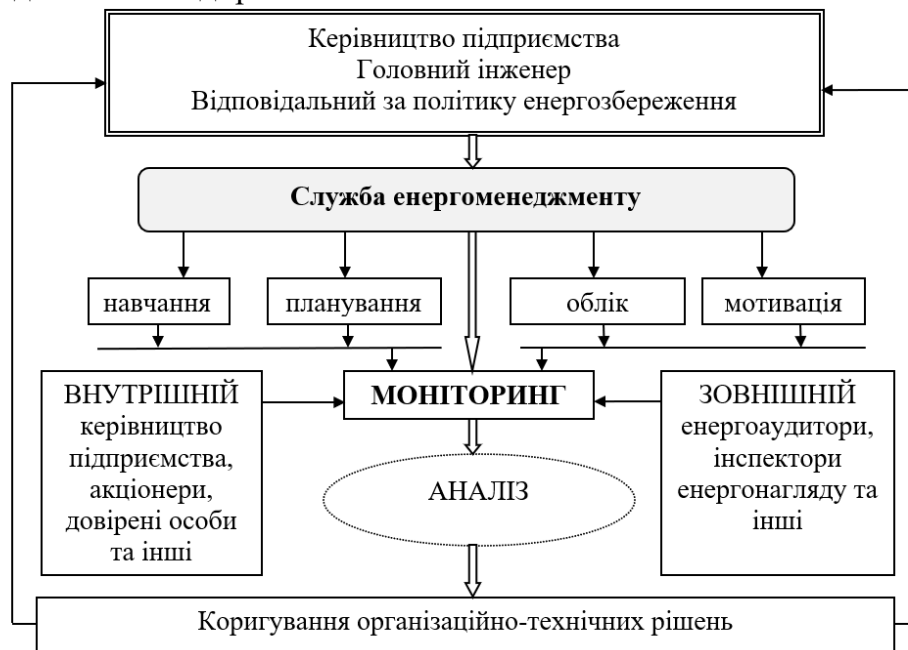 Керівництво підприємства
Головний інженер
Відповідальний за політику енергозбереження
Служба енергоменеджменту
навчання
планування
облік
мотивація
МОНІТОРИНГ
ВНУТРІШНІЙ
керівництво
підприємства,
акціонери,
довірені особи
та інші
ЗОВНІШНІЙ
енергоаудитори,
інспектори
енергонагляду та
інші
АНАЛІЗ
Коригування організаційно-технічних рішень